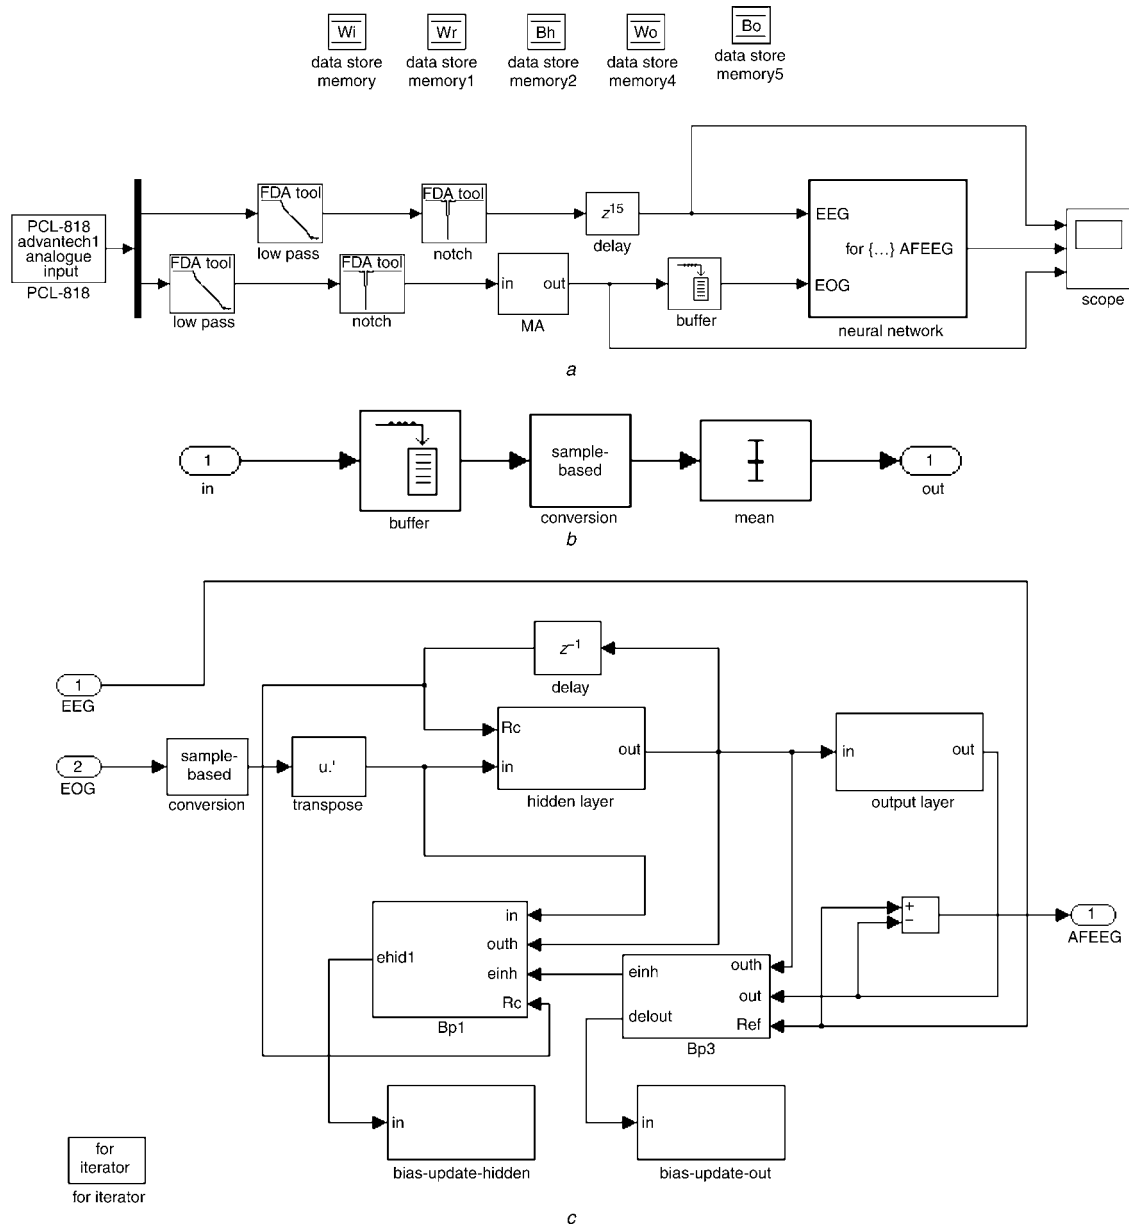 Wi
Wr
Bh
Wo
Bo
data store
memory
data store
memory1
data store
memory2
data store
memory4
data store
memory5
PCL-818
advantech1
analogue
input
PCL-818
FDA tool
low pass
FDA tool
notch
z15
delay
FDA tool
low pass
FDA tool
notch
in out
MA
buffer
EEG
for {...} AFEEG
EOG
neural network
scope
a
1
in
buffer
sample-
based
conversion
mean
1
out
b
1
EEG
2
EOG
sample-
based
conversion
u.'
transpose
z–1
delay
Rc
out
in
hidden layer
in out
output layer
+
–
1
AFEEG
in
outh
ehid1
einh
Rc
Bp1
outh
einh
out
delout
Ref
Bp3
in
bias-update-hidden
in
bias-update-out
for
iterator
for iterator
c